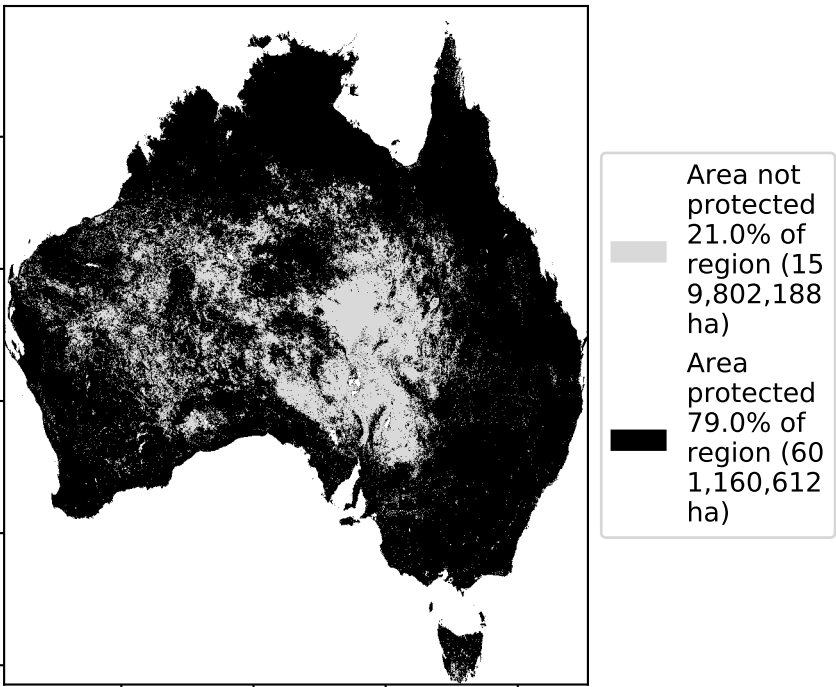 Area not
protected
21.0% of
region (15
9,802,188
ha)
Area
protected
79.0% of
region (60
1,160,612
ha)